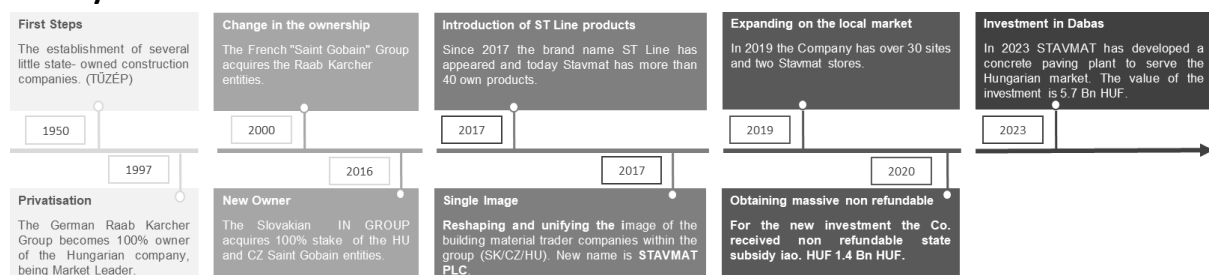 First Steps
The establishment of several
little state- owned construction
companies. (TŰZÉP)
Change in the ownership
The French "Saint Gobain" Group
acquires the Raab Karcher
entities.
Introduction of ST Line products
Since 2017 the brand name ST Line has
appeared and today Stavmat has more than
40 own products.
Expanding on the local market
In 2019 the Company has over 30 sites
and two Stavmat stores.
Investment in Dabas
In 2023 STAVMAT has developed a
concrete paving plant to serve the
Hungarian market. The value of the
investment is 5.7 Bn HUF.
1950
2000
2017
2019
2023
1997
2016
2017
2020
Privatisation
The German Raab Karcher
Group becomes 100% owner
of the Hungarian company,
being Market Leader.
New Owner
The Slovakian IN GROUP
acquires 100% stake of the HU
and CZ Saint Gobain entities.
Single Image
Reshaping and unifying the image of the
building material trader companies within the
group (SK/CZ/HU). New name is STAVMAT
PLC.
Obtaining massive non refundable
For the new investment the Co.
received non refundable state
subsidy iao. HUF 1.4 Bn HUF.